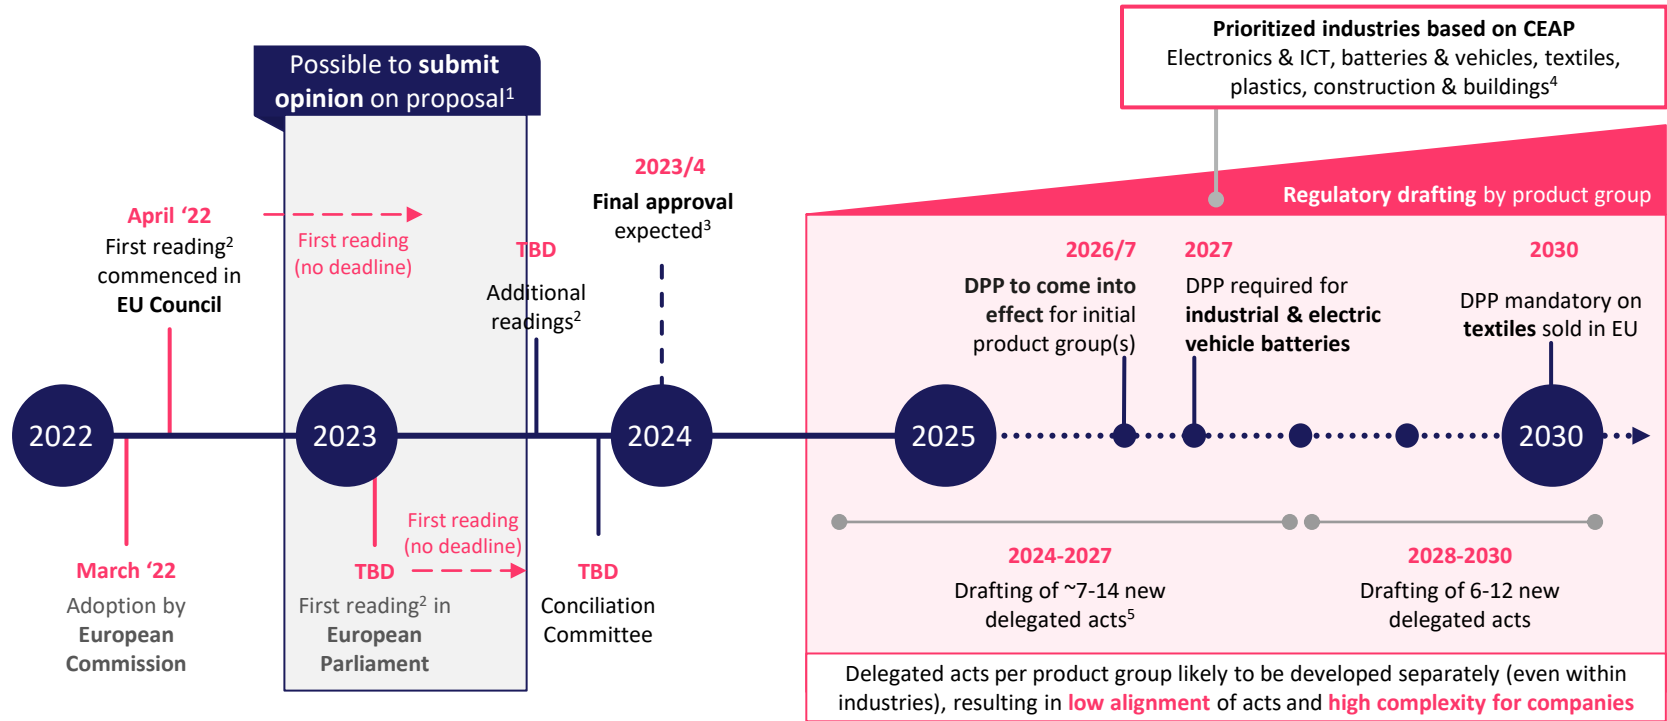 Prioritized industries based on CEAP
Electronics & ICT, batteries & vehicles, textiles,
plastics, construction & buildings⁴
Possible to submit
opinion on proposal¹
2023/4
Final approval
expected³
Regulatory drafting by product group
April ‘22
First reading²
commenced in
EU Council
First reading
(no deadline)
TBD
Additional
readings²
2026/7
DPP to come into
effect for initial
product group(s)
2027
DPP required for
industrial & electric
vehicle batteries
2030
DPP mandatory on
textiles sold in EU
2022
2023
2024
2025
2030
March ‘22
Adoption by
European
Commission
First reading
(no deadline)
TBD
First reading² in
European
Parliament
TBD
Conciliation
Committee
2024-2027
Drafting of ~7-14 new
delegated acts⁵
2028-2030
Drafting of 6-12 new
delegated acts
Delegated acts per product group likely to be developed separately (even within
industries), resulting in low alignment of acts and high complexity for companies